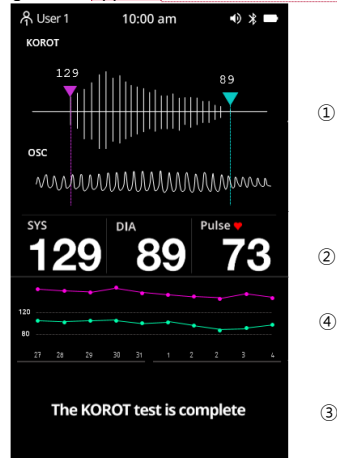 User 1 10:00 am
KOROT
129
89
①
OSC
SYS DIA Pulse
129 89 73
②
120
④
80
27 28 29 30 31 1 2 2 3 4
The KOROT test is complete
③